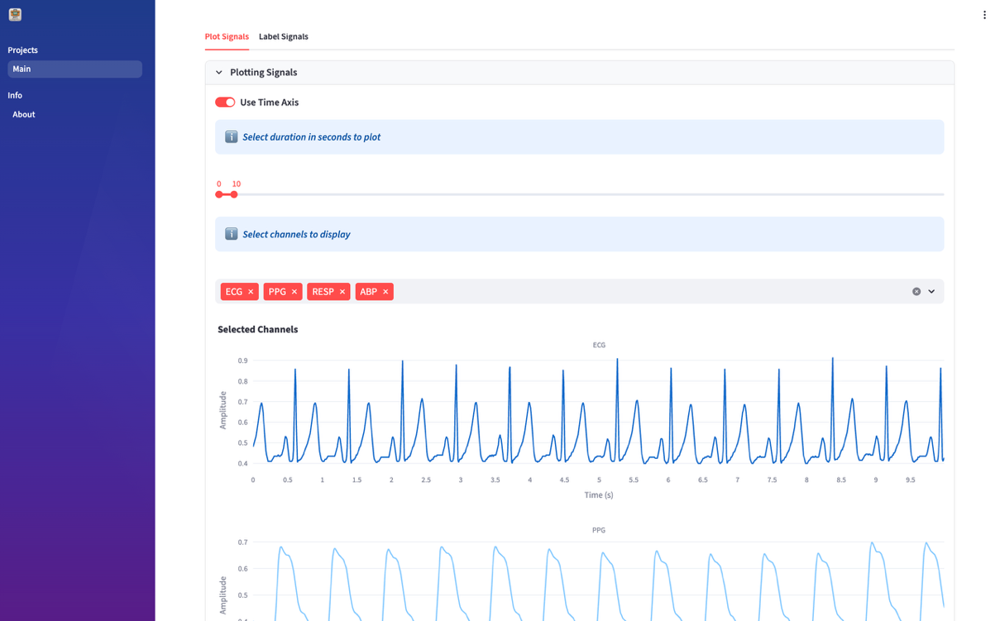 Plot Signals Label Signals
Projects
Main
Plotting Signals
Info
Use Time Axis
About
Select duration in seconds to plot
0 10
Select channels to display
ECG × PPG × RESP × ABP ×
Selected Channels
ECG
0.9
0.8
0.7
0.6
0.5
0.4
Amplitude
0 0.5 1 1.5 2 2.5 3 3.5 4 4.5 5 5.5 6 6.5 7 7.5 8 8.5 9 9.5
Time (s)
PPG
0.7
0.6
0.5
0.4
Amplitude